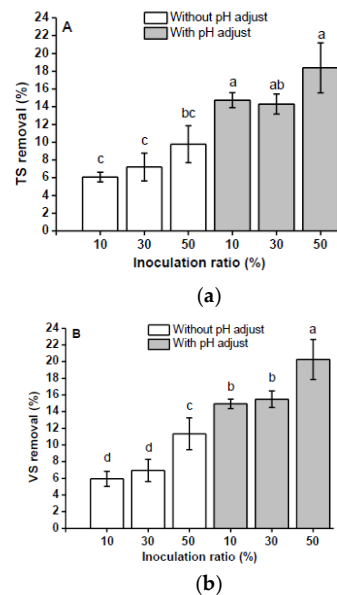 A
Without pH adjust
With pH adjust
TS removal (%)
24
22
20
18
16
14
12
10
8
6
4
2
0
c
c
bc
a
ab
a
10 30 50 10 30 50
Inoculation ratio (%)
(a)
B
Without pH adjust
With pH adjust
VS removal (%)
24
22
20
18
16
14
12
10
8
6
4
2
0
d
d
c
b
b
a
10 30 50 10 30 50
Inoculation ratio (%)
(b)